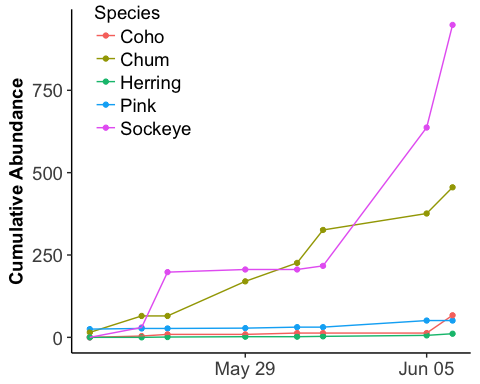 Species
Coho
Chum
Herring
Pink
Sockeye
Cumulative Abundance
750
500
250
0
May 29
Jun 05